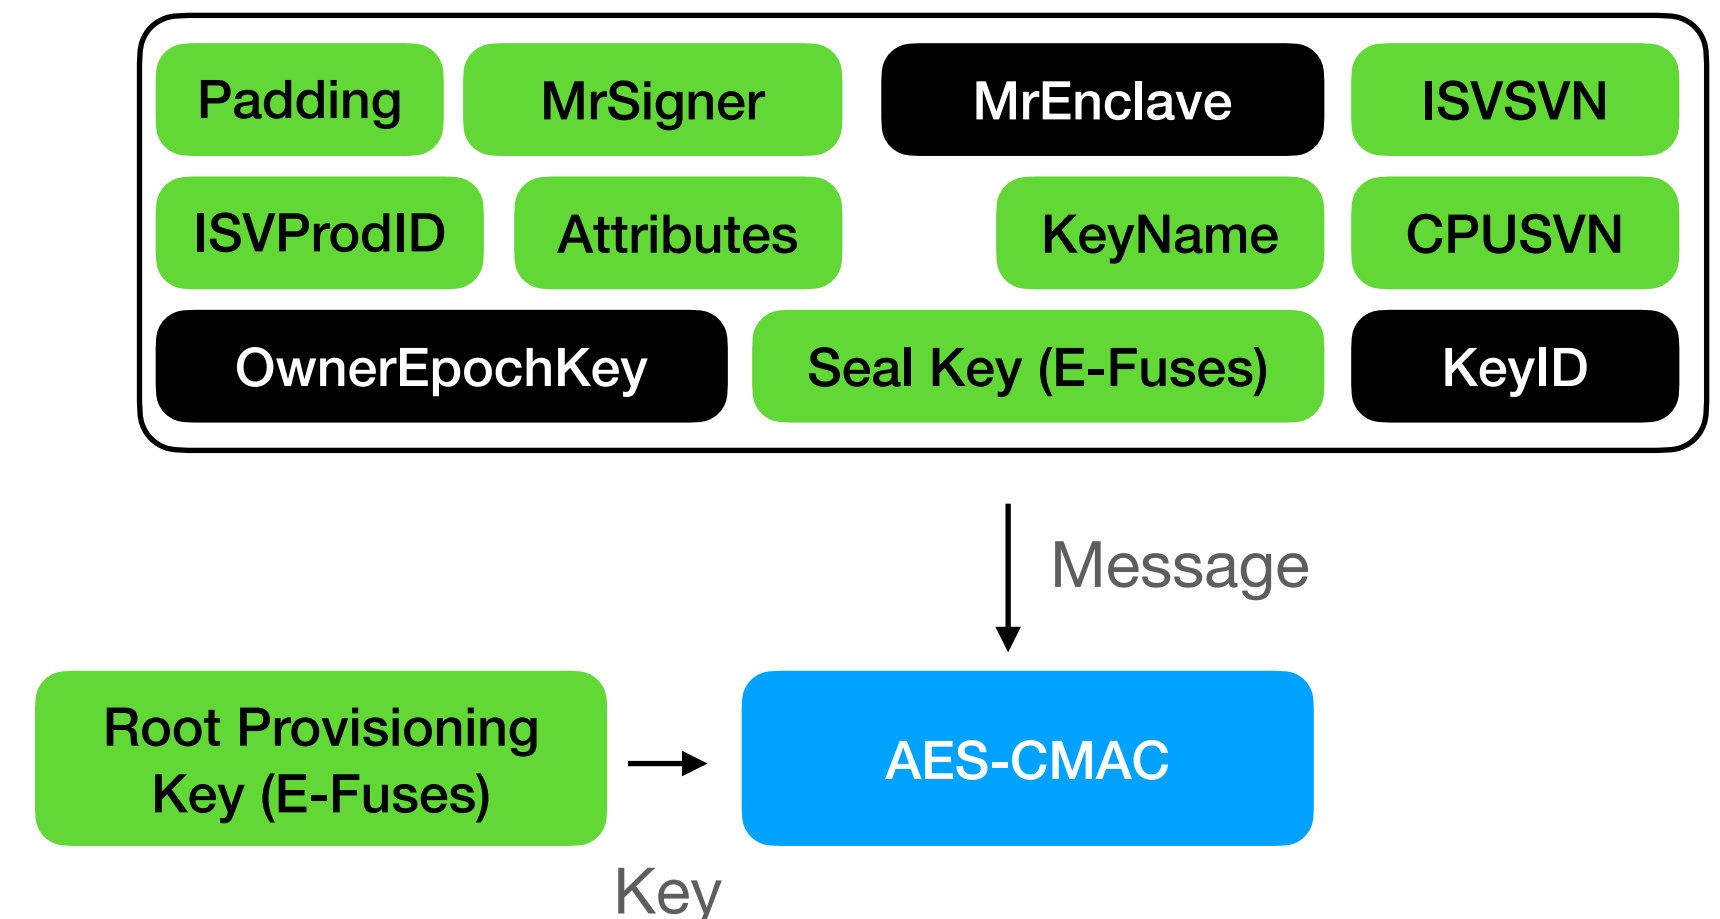 Padding MrSigner MrEnclave ISVSVN
ISVProdID Attributes KeyName CPUSVN
OwnerEpochKey Seal Key (E-Fuses) KeyID
Message
Root Provisioning
Key (E-Fuses)
AES-CMAC
Key